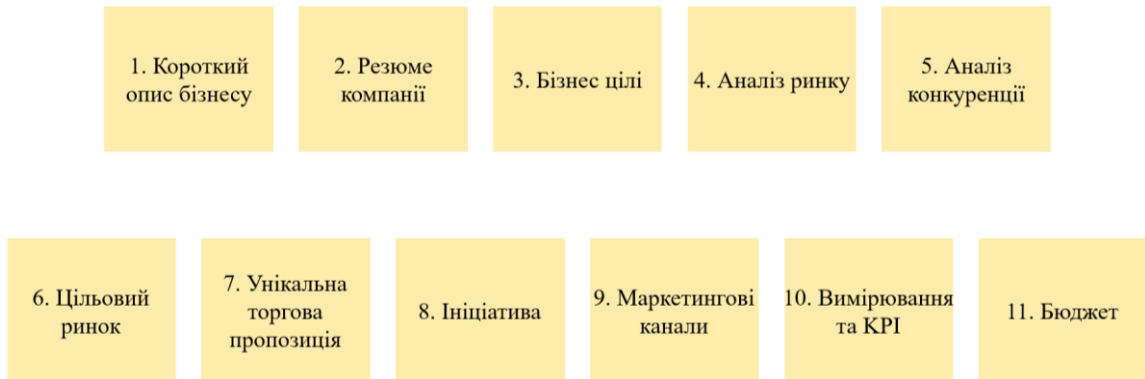 1. Короткий
опис бізнесу
2. Резюме
компанії
3. Бізнес цілі
4. Аналіз ринку
5. Аналіз
конкуренції
6. Цільовий
ринок
7. Унікальна
торгова
пропозиція
8. Ініціатива
9. Маркетингові
канали
10. Вимірювання
та KPI
11. Бюджет